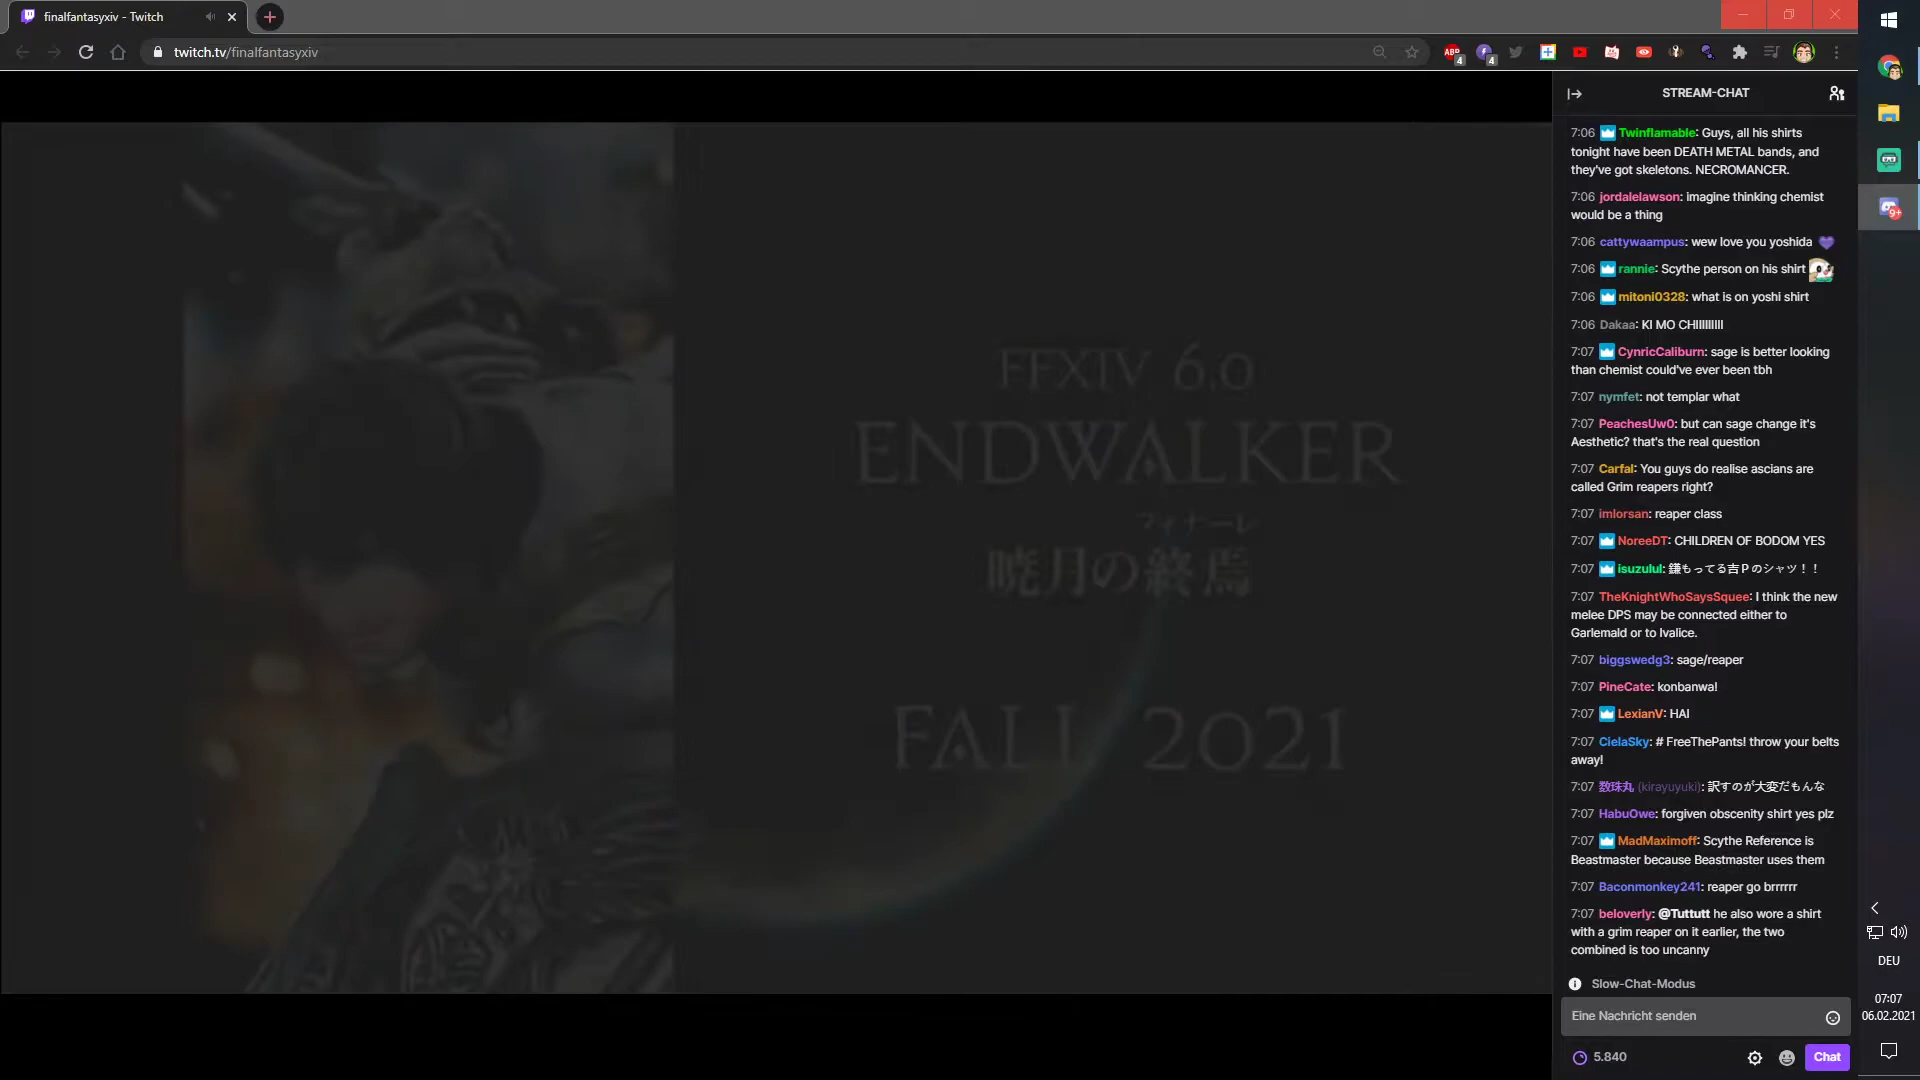 finalfantasyxiv - Twitch
twitch.tv/finalfantasyxiv
4
4
FFXIV 6.0
ENDWALKER
フィナーレ
暁月の終焉
FALL 2021
STREAM-CHAT
7:06 Twinflamable: Guys, all his shirts
tonight have been DEATH METAL bands, and
they've got skeletons. NECROMANCER.
7:06 jordalelawson: imagine thinking chemist
would be a thing
7:06 cattywaampus: wew love you yoshida
7:06 rannie: Scythe person on his shirt
7:06 mitoni0328: what is on yoshi shirt
7:06 Dakaa: KI MO CHIIIIIIIII
7:07 CynricCaliburn: sage is better looking
than chemist could've ever been tbh
7:07 nymfet: not templar what
7:07 PeachesUw0: but can sage change it's
Aesthetic? that's the real question
7:07 Carfal: You guys do realise ascians are
called Grim reapers right?
7:07 imlorsan: reaper class
7:07 NoreeDT: CHILDREN OF BODOM YES
7:07 isuzulul: 鎌もってる吉Ｐのシャツ！！
7:07 TheKnightWhoSaysSquee: I think the new
melee DPS may be connected either to
Garlemald or to Ivalice.
7:07 biggswedg3: sage/reaper
7:07 PineCate: konbanwa!
7:07 LexianV: HAI
7:07 CielaSky: # FreeThePants! throw your belts
away!
7:07 数珠丸 (kirayuyuki): 訳すのが大変だもんな
7:07 HabuOwe: forgiven obscenity shirt yes plz
7:07 MadMaximoff: Scythe Reference is
Beastmaster because Beastmaster uses them
7:07 Baconmonkey241: reaper go brrrrrr
7:07 beloverly: @Tuttutt he also wore a shirt
with a grim reaper on it earlier, the two
combined is too uncanny
Slow-Chat-Modus
Eine Nachricht senden
5.840
Chat
9+
DEU
07:07
06.02.2021